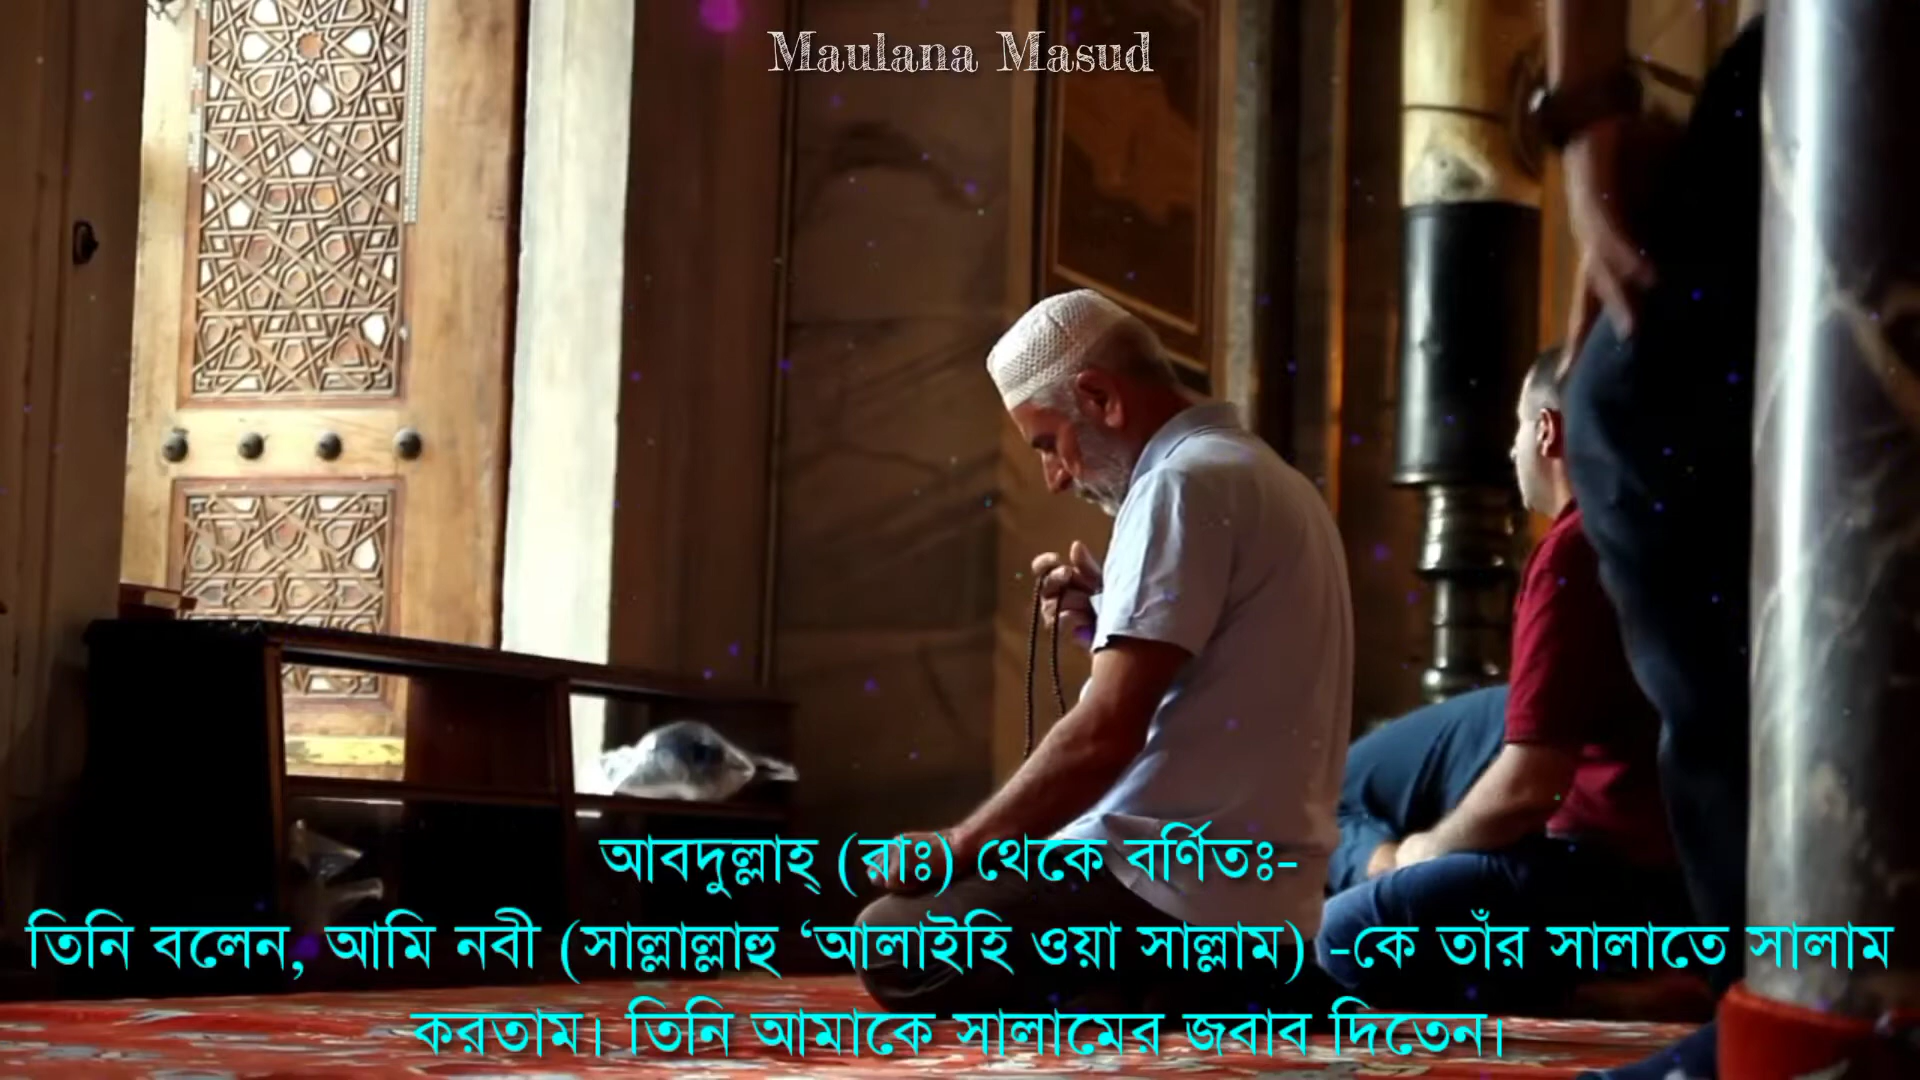 Maulana Masud
আবদুল্লাহ্ (রাঃ) থেকে বর্ণিতঃ-
তিনি বলেন, আমি নবী (সাল্লাল্লাহু ‘আলাইহি ওয়া সাল্লাম) -কে তাঁর সালাতে সালাম
করতাম। তিনি আমাকে সালামের জবাব দিতেন।